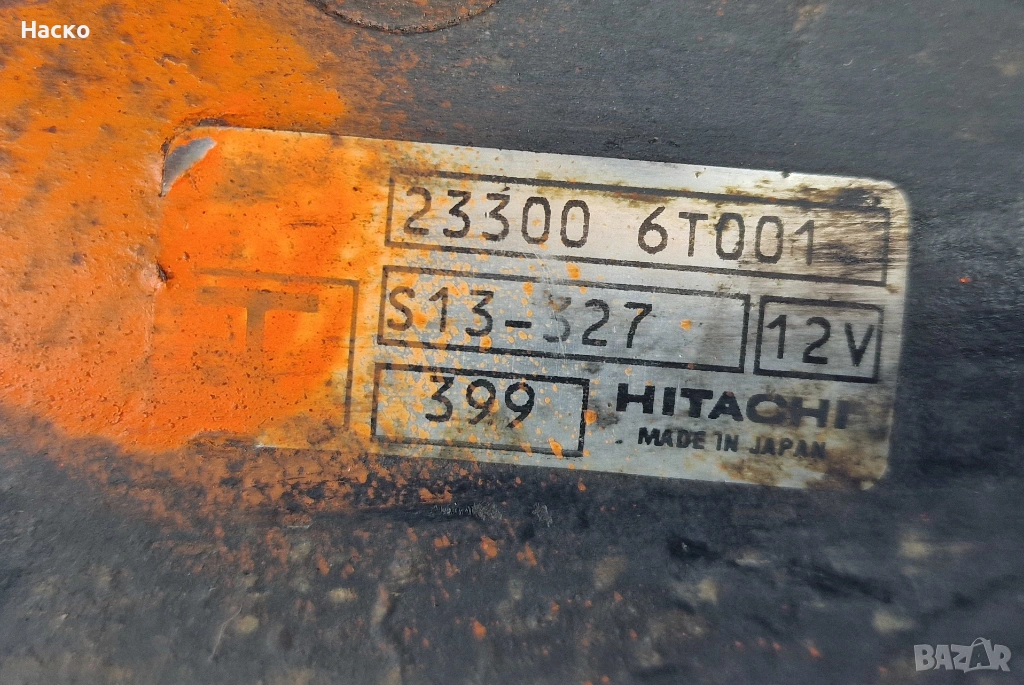 Наско
23300 6T001
S13-327 12V
T
399 HITACHI
MADE IN JAPAN
BAZAR